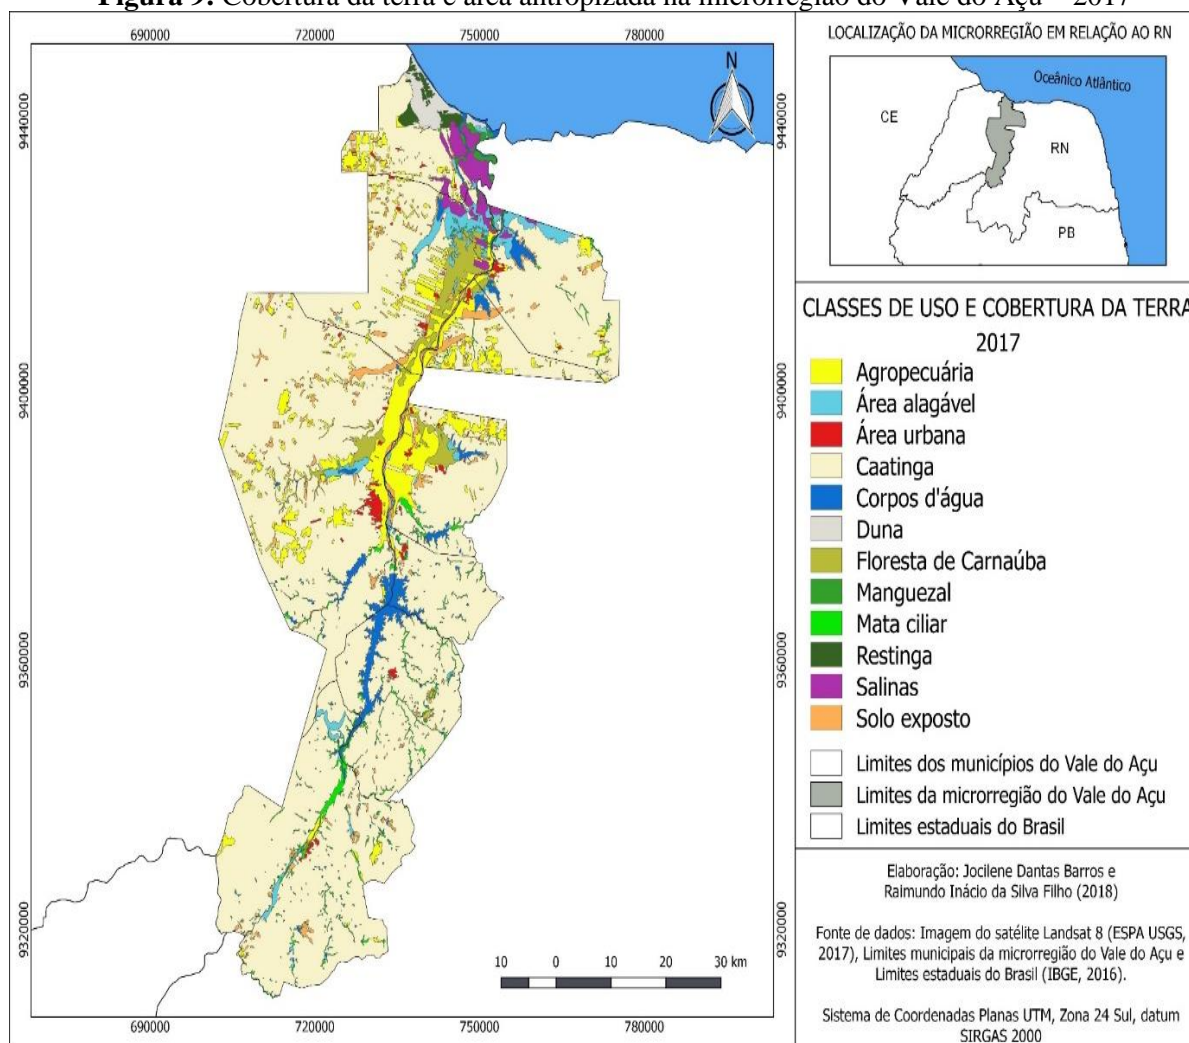 Figura 9. Cobertura da terra e área antropizada na microrregião do Vale do Açu – 2017
690000
720000
750000
780000
9440000
9400000
9360000
9320000
N
9440000
9400000
9360000
9320000
10 0 10 20 30 km
690000
720000
750000
780000
LOCALIZAÇÃO DA MICRORREGIÃO EM RELAÇÃO AO RN
Oceânico Atlântico
CE
RN
PB
CLASSES DE USO E COBERTURA DA TERRA
2017
Agropecuária
Área alagável
Área urbana
Caatinga
Corpos d'água
Duna
Floresta de Carnaúba
Manguezal
Mata ciliar
Restinga
Salinas
Solo exposto
Limites dos municípios do Vale do Açu
Limites da microrregião do Vale do Açu
Limites estaduais do Brasil
Elaboração: Jocilene Dantas Barros e
Raimundo Inácio da Silva Filho (2018)
Fonte de dados: Imagem do satélite Landsat 8 (ESPA USGS,
2017), Limites municipais da microrregião do Vale do Açu e
Limites estaduais do Brasil (IBGE, 2016).
Sistema de Coordenadas Planas UTM, Zona 24 Sul, datum
SIRGAS 2000